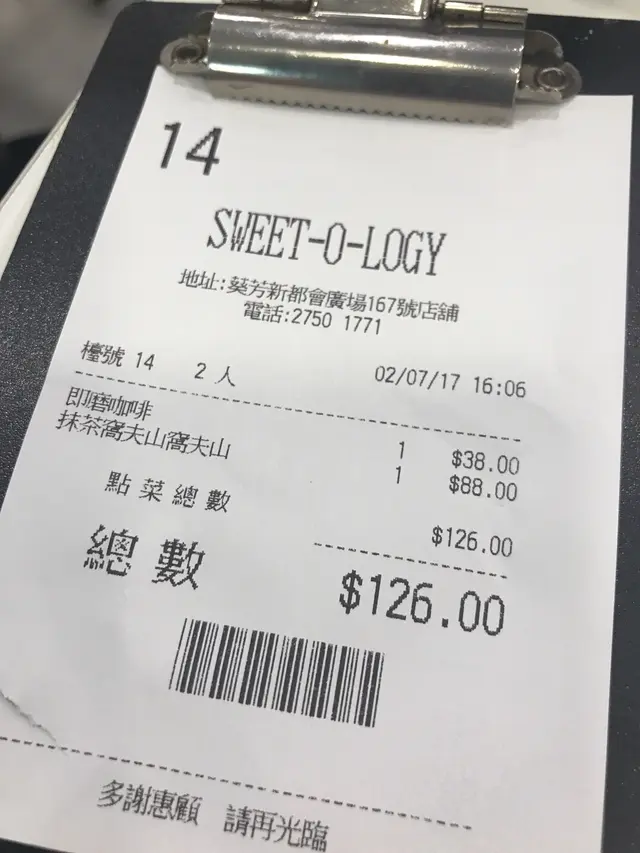 14
SWEET-O-LOGY
地址:葵芳新都會廣場167號店舖
電話:2750 1771
檯號 14 2 人 02/07/17 16:06
即磨咖啡 1 $38.00
抹茶窩夫山窩夫山 1 $88.00
點菜總數 $126.00
總數 $126.00
多謝惠顧 請再光臨